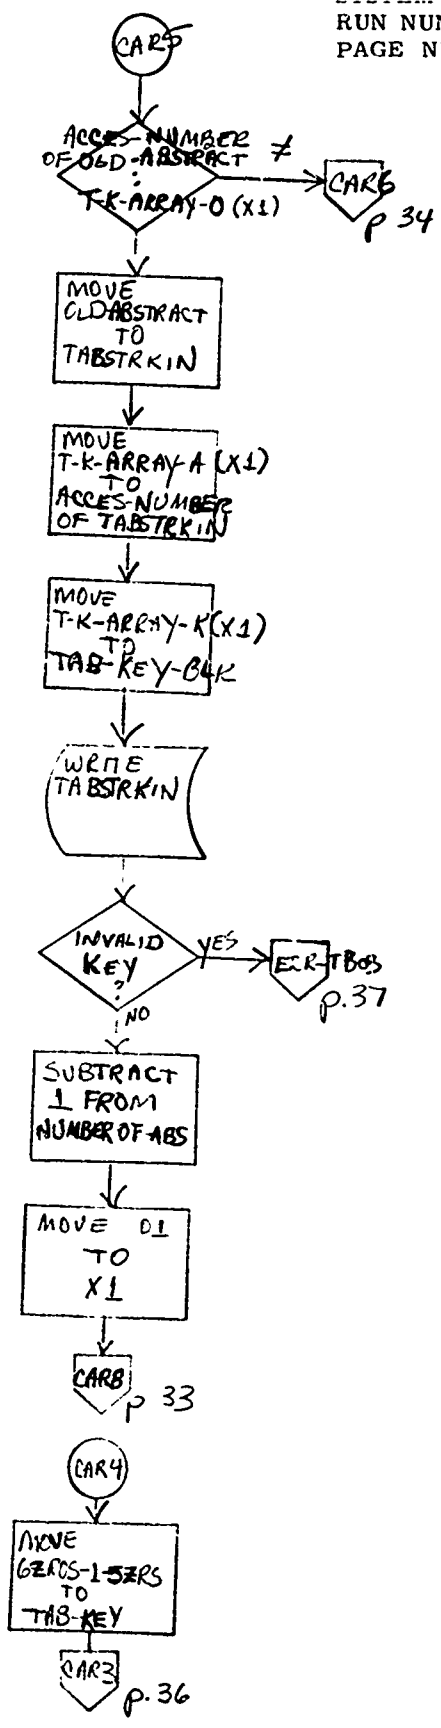 RUN NUM
PAGE N
CAR5
ACCES-NUMBER
OF OLD-ABSTRACT
:
T-K-ARRAY-O (X1)
≠
CAR6
p 34
MOVE
OLDABSTRACT
TO
TABSTRKIN
MOVE
T-K-ARRAY-A (X1)
TO
ACCES-NUMBER
OF TABSTRKIN
MOVE
T-K-ARRAY-K(X1)
TO
TAB-KEY-BLK
WRITE
TABSTRKIN
INVALID
KEY
?
YES
p.37
NO
SUBTRACT
1 FROM
NUMBER OF-ABS
MOVE 01
TO
X1
CAR8
p 33
CAR4
MOVE
TO
TAB-KEY
CAR3
p.36